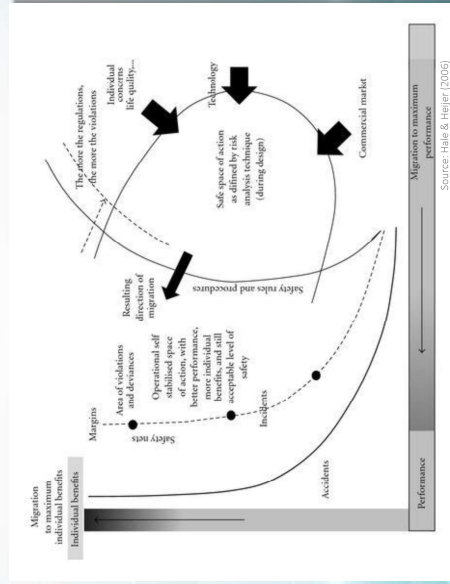 Migration
to maximum
individual benefits
Individual benefits
Margins
Area of violations
and deviances
Safety nets
Operational self
stabilised space
of action, with
better performance,
more individual
benefits, and still
acceptable level of
safety
Incidents
Accidents
Resulting
direction of
migration
Safety rules and procedures
The more the regulations,
the more the violations
Individual
concerns
life qulity,...
Technology
Safe space of action
as difined by risk
analysis technique
(during design)
Commercial market
Performance
Migration to maximum
performance
Source: Hale & Heijer (2006)